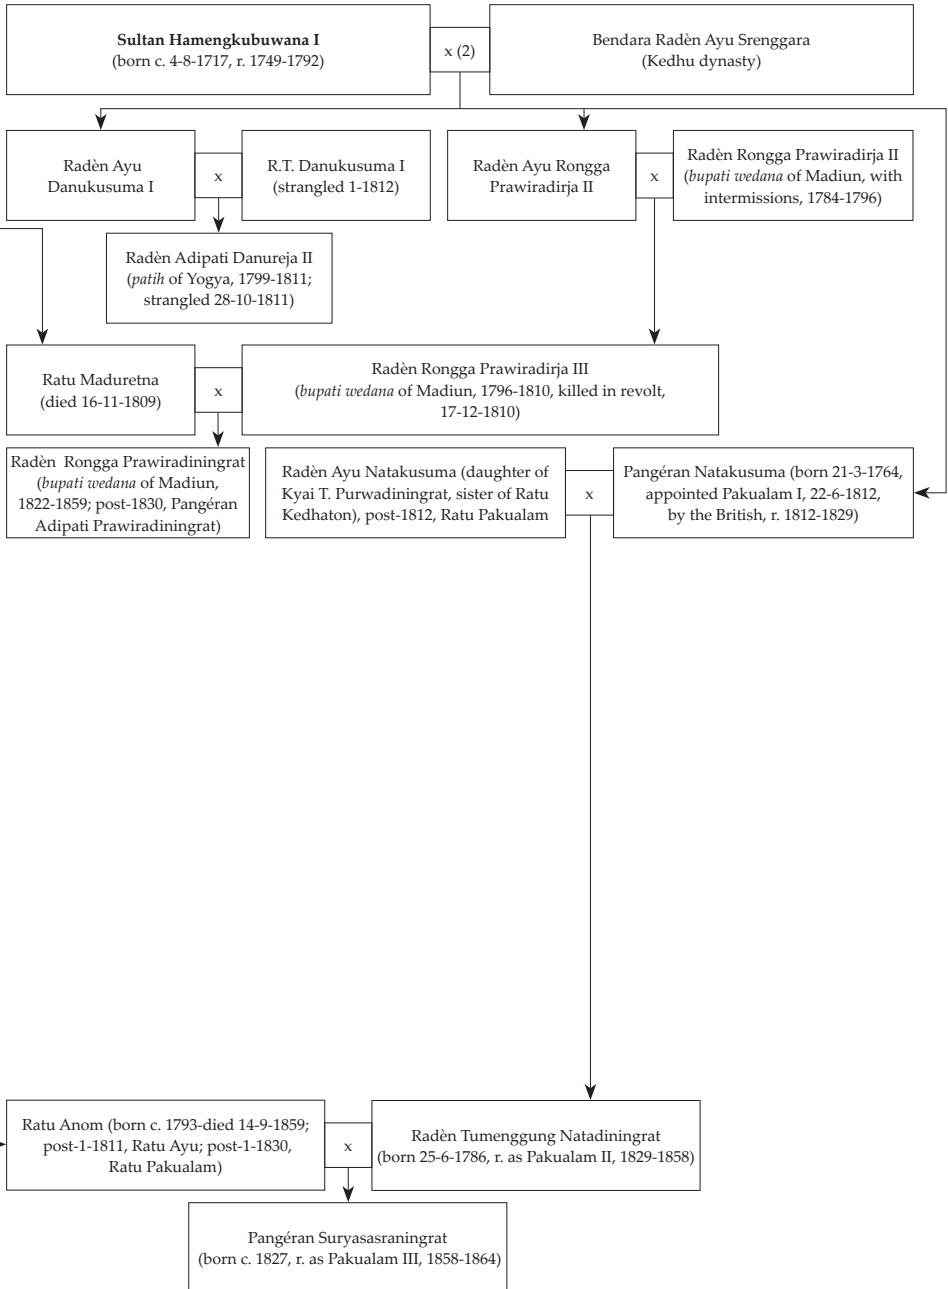 Sultan Hamengkubuwana I
(born c. 4-8-1717, r. 1749-1792)
x (2)
Bendara Radèn Ayu Srenggara
(Kedhu dynasty)
Radèn Ayu
Danukusuma I
x
R.T. Danukusuma I
(strangled 1-1812)
Radèn Ayu Rongga
Prawiradirja II
x
Radèn Rongga Prawiradirja II
(bupati wedana of Madiun, with
intermissions, 1784-1796)
Radèn Adipati Danureja II
(patih of Yogya, 1799-1811;
strangled 28-10-1811)
Ratu Maduretna
(died 16-11-1809)
x
Radèn Rongga Prawiradirja III
(bupati wedana of Madiun, 1796-1810, killed in revolt,
17-12-1810)
Radèn Rongga Prawiradiningrat
(bupati wedana of Madiun,
1822-1859; post-1830, Pangéran
Adipati Prawiradiningrat)
Radèn Ayu Natakusuma (daughter of
Kyai T. Purwadiningrat, sister of Ratu
Kedhaton), post-1812, Ratu Pakualam
x
Pangéran Natakusuma (born 21-3-1764,
appointed Pakualam I, 22-6-1812,
by the British, r. 1812-1829)
Ratu Anom (born c. 1793-died 14-9-1859;
post-1-1811, Ratu Ayu; post-1-1830,
Ratu Pakualam)
x
Radèn Tumenggung Natadiningrat
(born 25-6-1786, r. as Pakualam II, 1829-1858)
Pangéran Suryasasraningrat
(born c. 1827, r. as Pakualam III, 1858-1864)